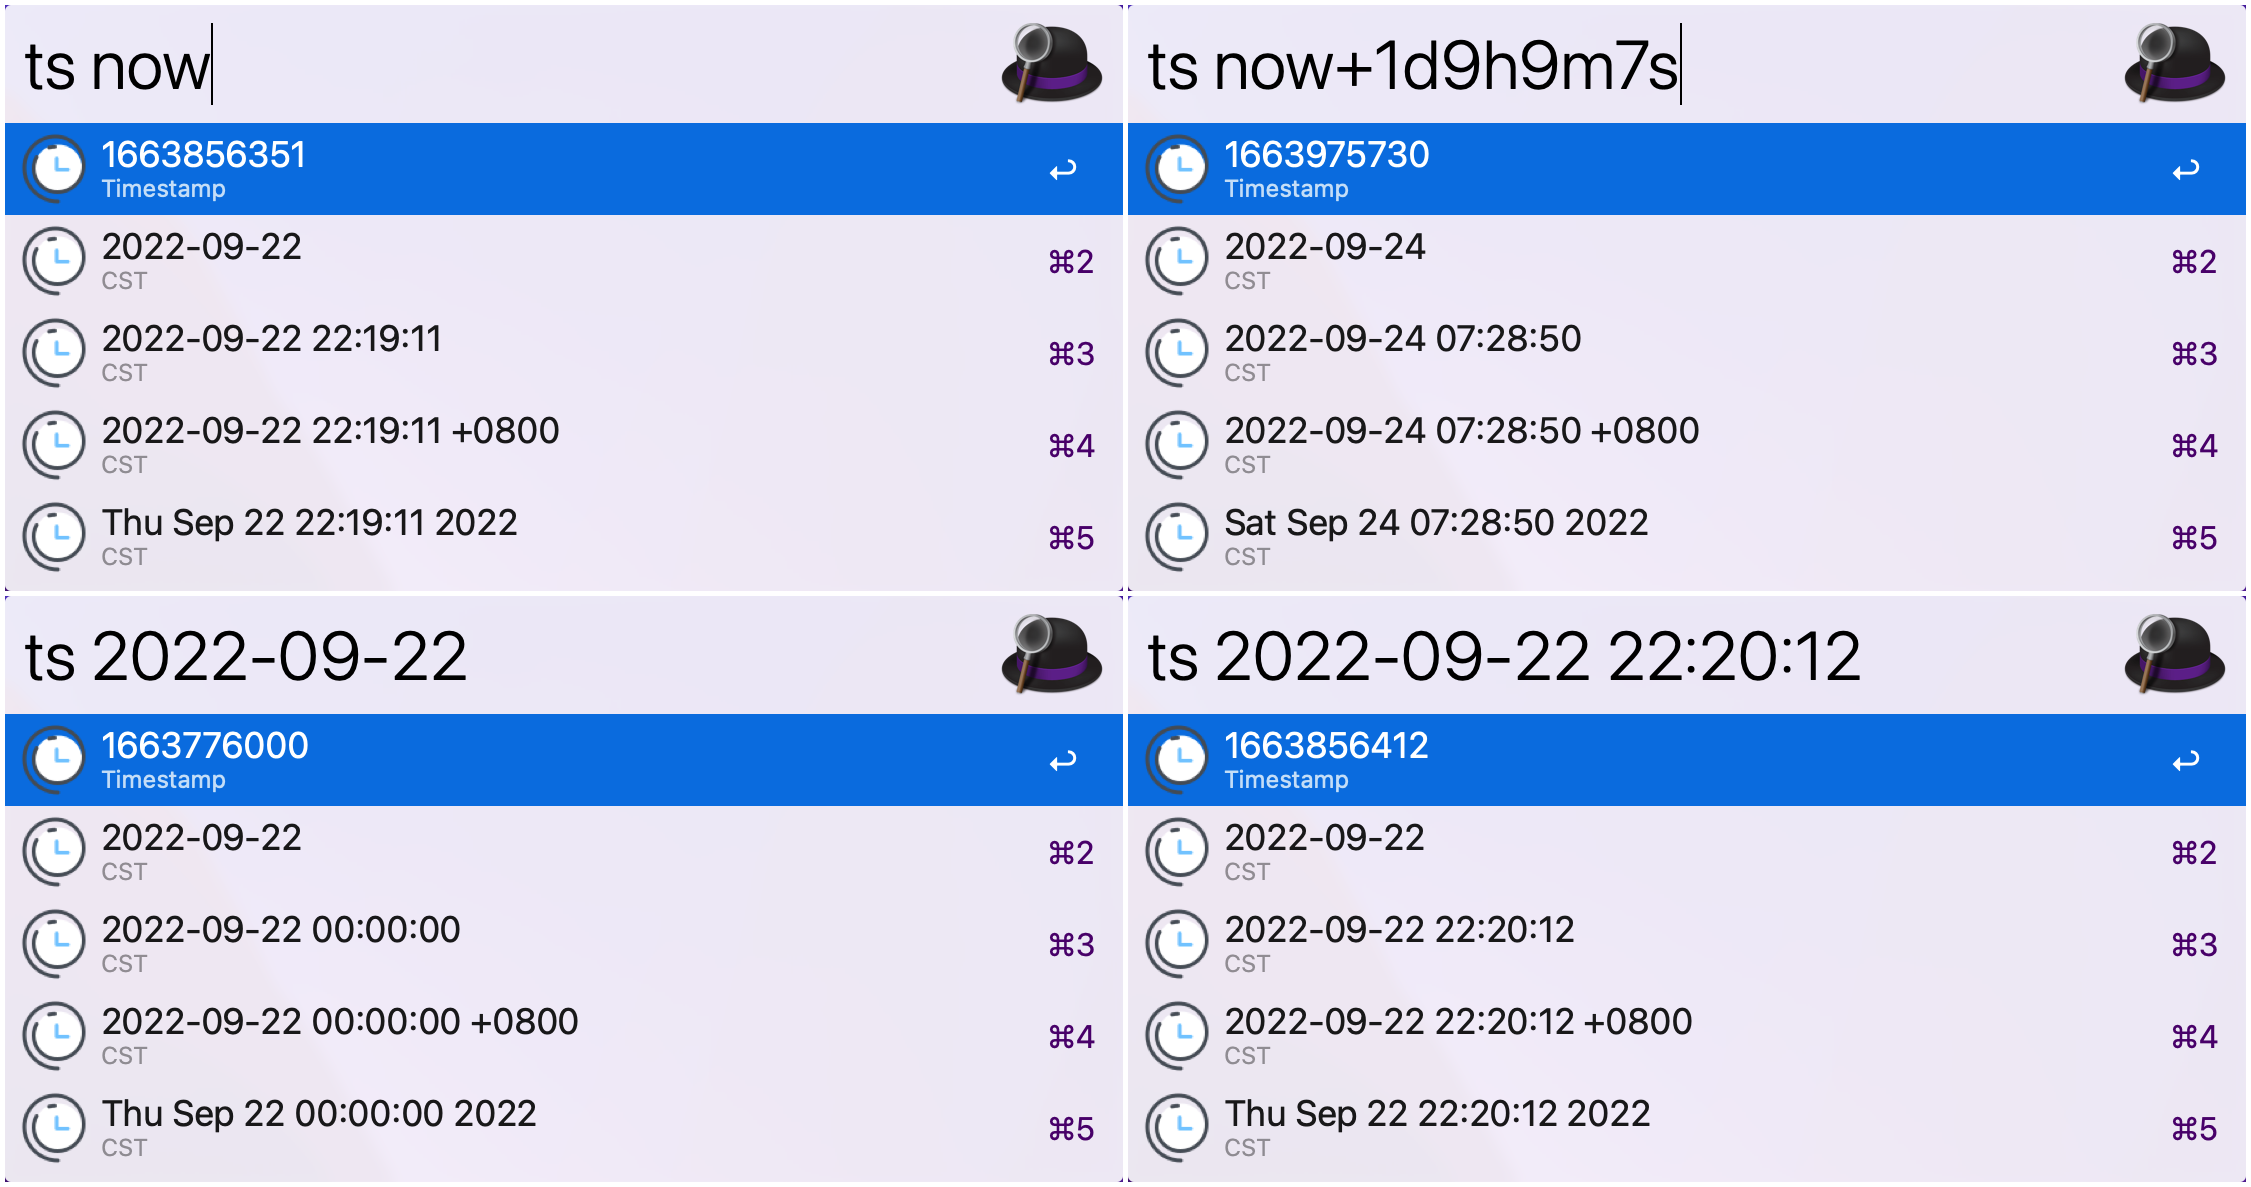 ts now
1663856351
Timestamp
↩
2022-09-22
CST
⌘2
2022-09-22 22:19:11
CST
⌘3
2022-09-22 22:19:11 +0800
CST
⌘4
Thu Sep 22 22:19:11 2022
CST
⌘5
ts now+1d9h9m7s
1663975730
Timestamp
↩
2022-09-24
CST
⌘2
2022-09-24 07:28:50
CST
⌘3
2022-09-24 07:28:50 +0800
CST
⌘4
Sat Sep 24 07:28:50 2022
CST
⌘5
ts 2022-09-22
1663776000
Timestamp
↩
2022-09-22
CST
⌘2
2022-09-22 00:00:00
CST
⌘3
2022-09-22 00:00:00 +0800
CST
⌘4
Thu Sep 22 00:00:00 2022
CST
⌘5
ts 2022-09-22 22:20:12
1663856412
Timestamp
↩
2022-09-22
CST
⌘2
2022-09-22 22:20:12
CST
⌘3
2022-09-22 22:20:12 +0800
CST
⌘4
Thu Sep 22 22:20:12 2022
CST
⌘5